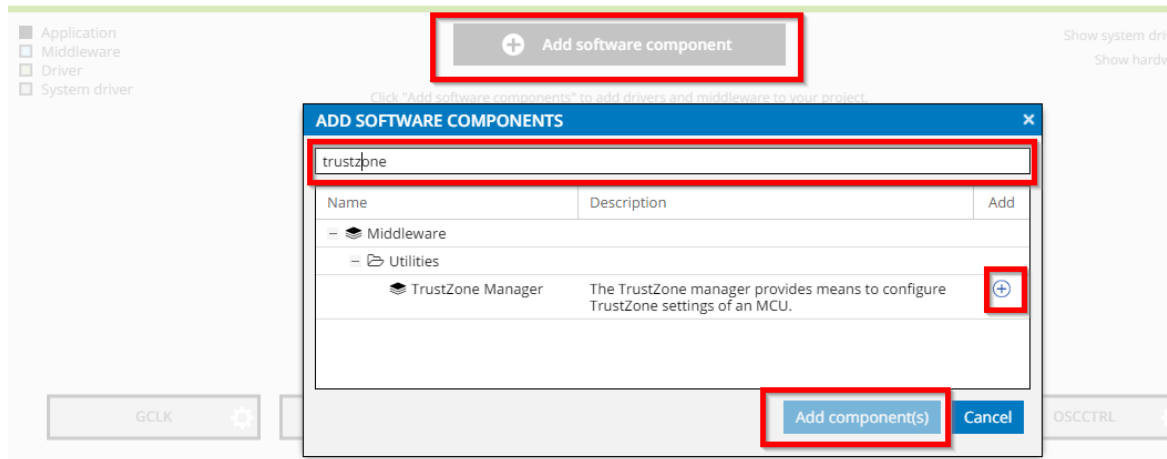 Application
Middleware
Driver
System driver
Add software component
Show system dri
Show hardw
Click "Add software components" to add drivers and middleware to your project.
ADD SOFTWARE COMPONENTS
×
trustzone
Name Description Add
Middleware
Utilities
TrustZone Manager The TrustZone manager provides means to configure
TrustZone settings of an MCU.
GCLK
Add component(s) Cancel
OSCCTRL